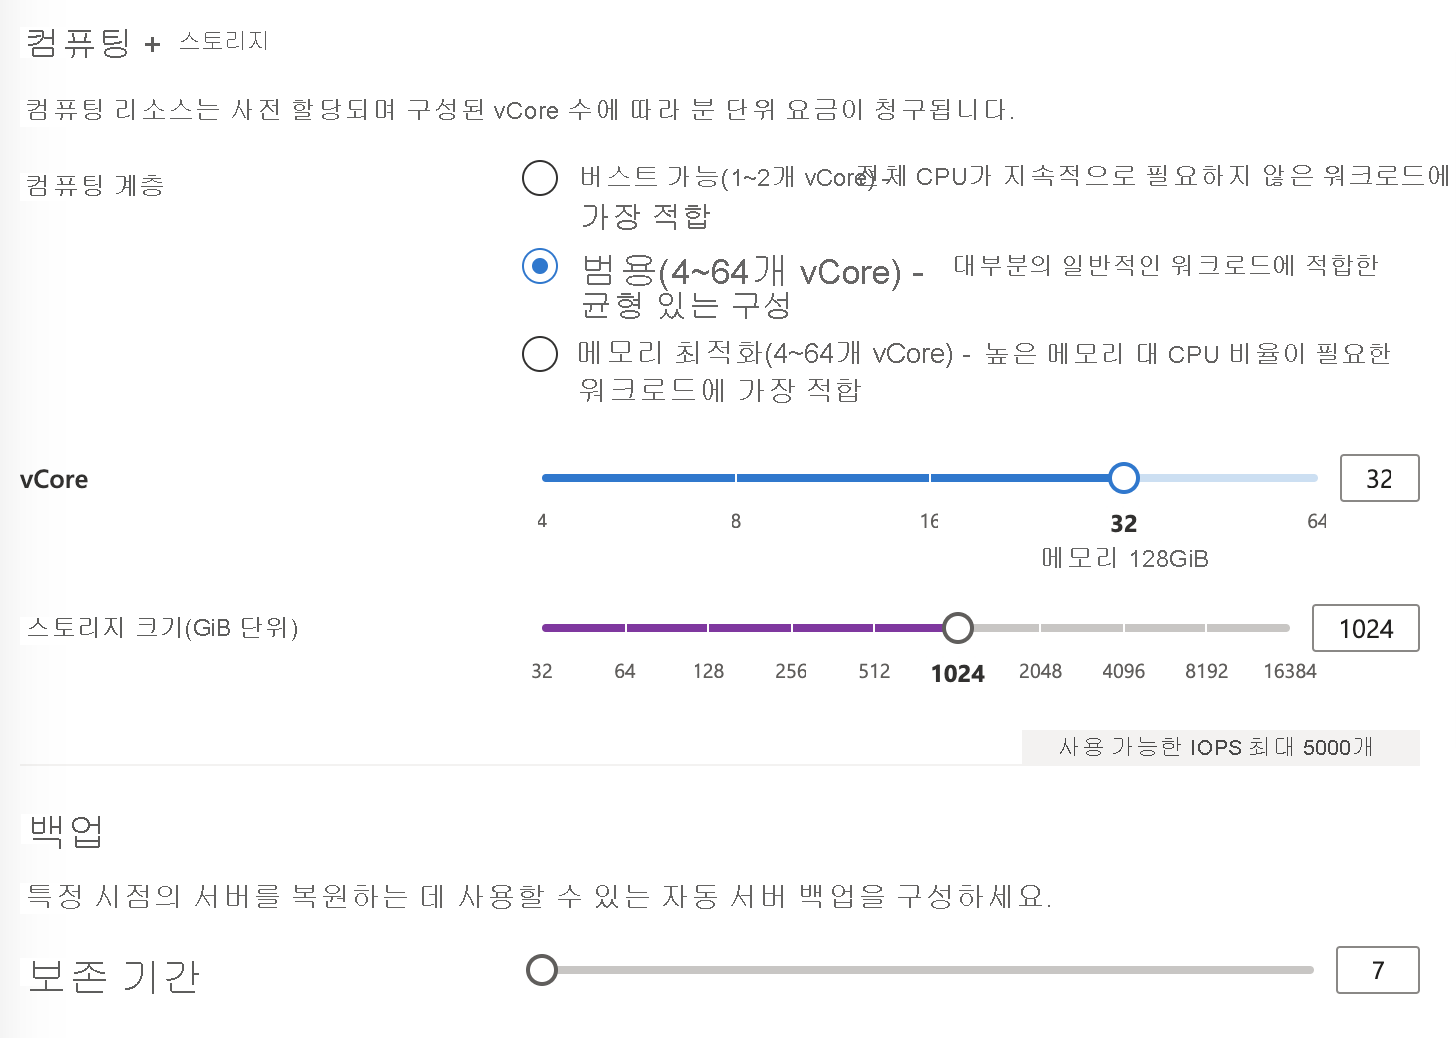 컴퓨팅 + 스토리지
컴퓨팅 리소스는 사전 할당되며 구성된 vCore 수에 따라 분 단위 요금이 청구됩니다.
컴퓨팅 계층
버스트 가능(1~2개 vCore) - 전체 CPU가 지속적으로 필요하지 않은 워크로드에
가장 적합
범용(4~64개 vCore) - 대부분의 일반적인 워크로드에 적합한
균형 있는 구성
메모리 최적화(4~64개 vCore) - 높은 메모리 대 CPU 비율이 필요한
워크로드에 가장 적합
vCore
32
4 8 16 32 64
메모리 128GiB
스토리지 크기(GiB 단위)
1024
32 64 128 256 512 1024 2048 4096 8192 16384
사용 가능한 IOPS 최대 5000개
백업
특정 시점의 서버를 복원하는 데 사용할 수 있는 자동 서버 백업을 구성하세요.
보존 기간
7